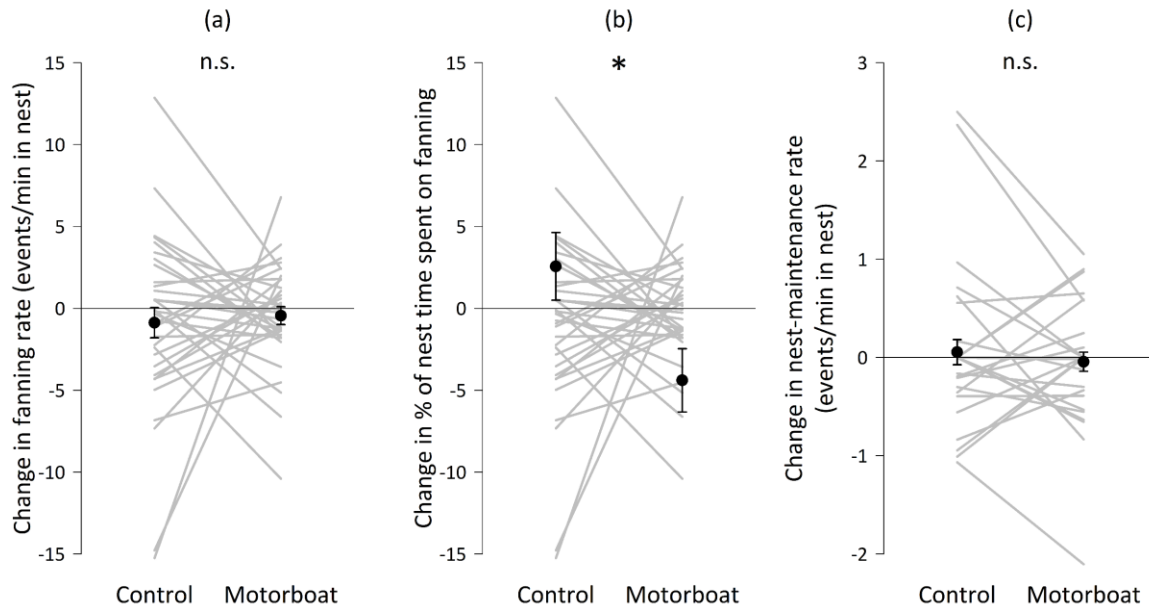 (a)
n.s.
Change in fanning rate (events/min in nest)
15
10
5
0
-5
-10
-15
Control Motorboat
(b)
*
Change in % of nest time spent on fanning
15
10
5
0
-5
-10
-15
Control Motorboat
(c)
n.s.
Change in nest-maintenance rate
(events/min in nest)
3
2
1
0
-1
-2
Control Motorboat